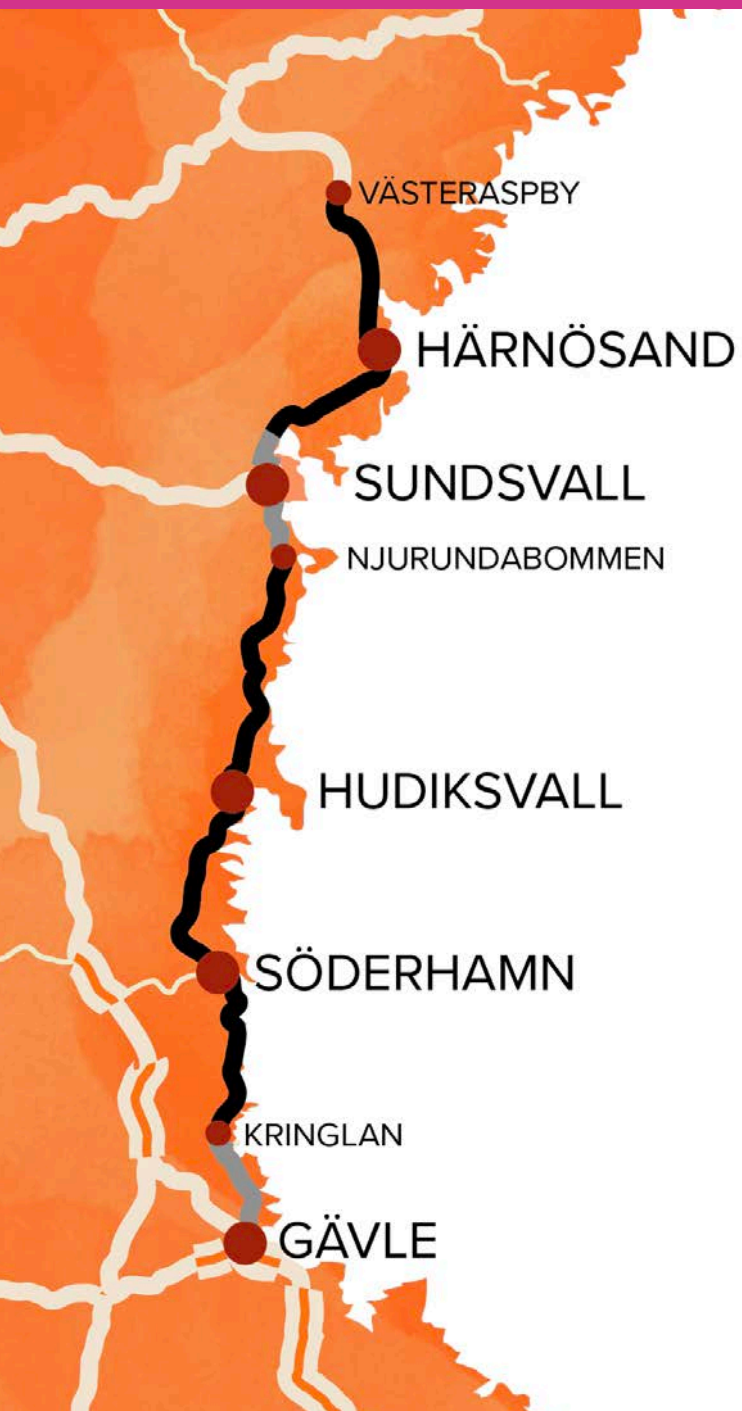 VÄSTERASPBY
HÄRNÖSAND
SUNDSVALL
NJURUNDABOMMEN
HUDIKSVALL
SÖDERHAMN
KRINGLAN
GÄVLE